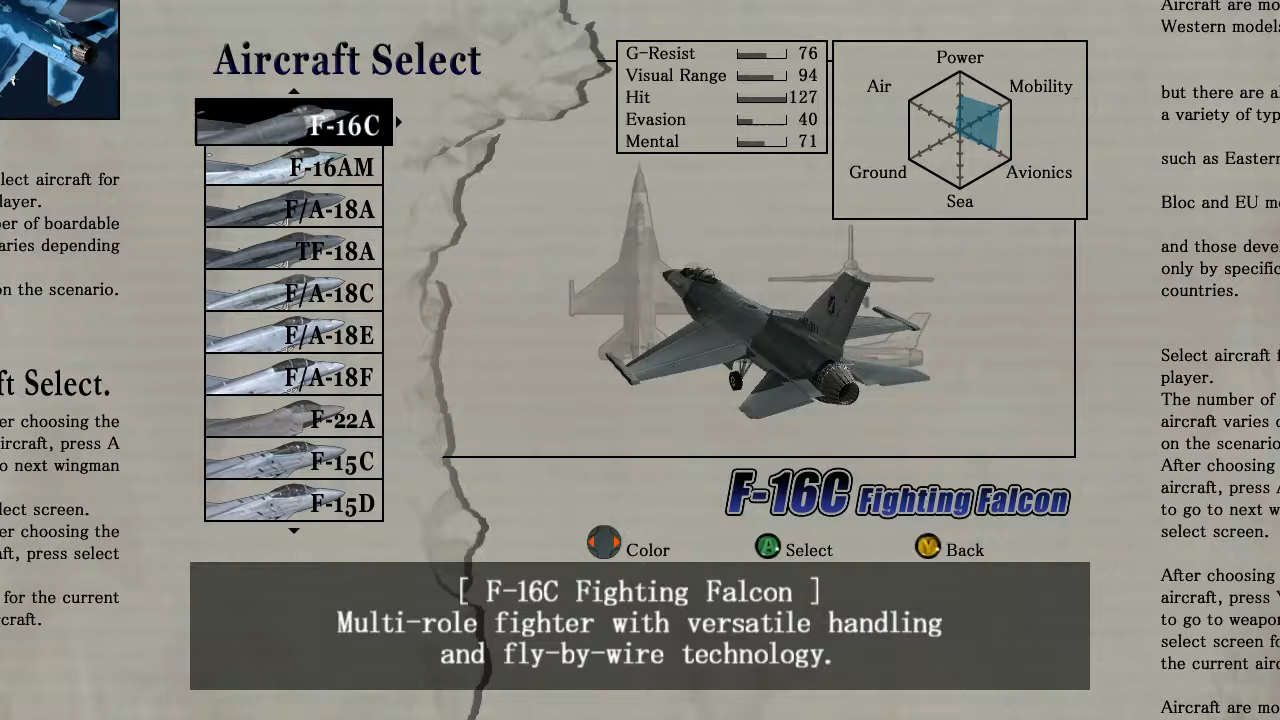 Aircraft Select
F-16C
F-16AM
F/A-18A
TF-18A
F/A-18C
F/A-18E
F/A-18F
F-22A
F-15C
F-15D
G-Resist 76
Visual Range 94
Hit 127
Evasion 40
Mental 71
Power
Air
Mobility
Ground
Avionics
Sea
F-16C Fighting Falcon
Color
A Select
Y Back
[ F-16C Fighting Falcon ]
Multi-role fighter with versatile handling
and fly-by-wire technology.
lect aircraft for
layer.
er of boardable
aries depending
on the scenario.
ft Select.
er choosing the
ircraft, press A
o next wingman
lect screen.
er choosing the
aft, press select
for the current
rcraft.
Aircraft are mo
Western models
but there are al
a variety of typ
such as Eastern
Bloc and EU mo
and those deve
only by specific
countries.
Select aircraft f
player.
The number of
aircraft varies d
on the scenario
After choosing
aircraft, press A
to go to next w
select screen.
After choosing
aircraft, press Y
to go to weapon
select screen fo
the current airc
Aircraft are mo